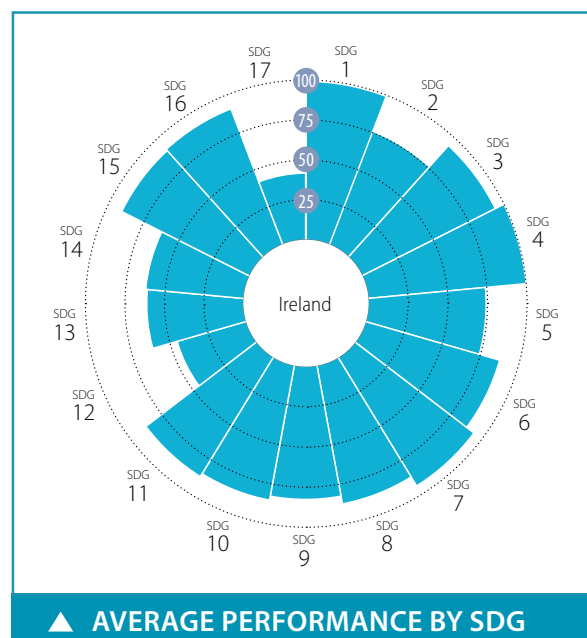 SDG
1
SDG
2
SDG
3
SDG
4
SDG
5
SDG
6
SDG
7
SDG
8
SDG
9
SDG
10
SDG
11
SDG
12
SDG
13
SDG
14
SDG
15
SDG
16
SDG
17
100
75
50
25
Ireland
▲ AVERAGE PERFORMANCE BY SDG